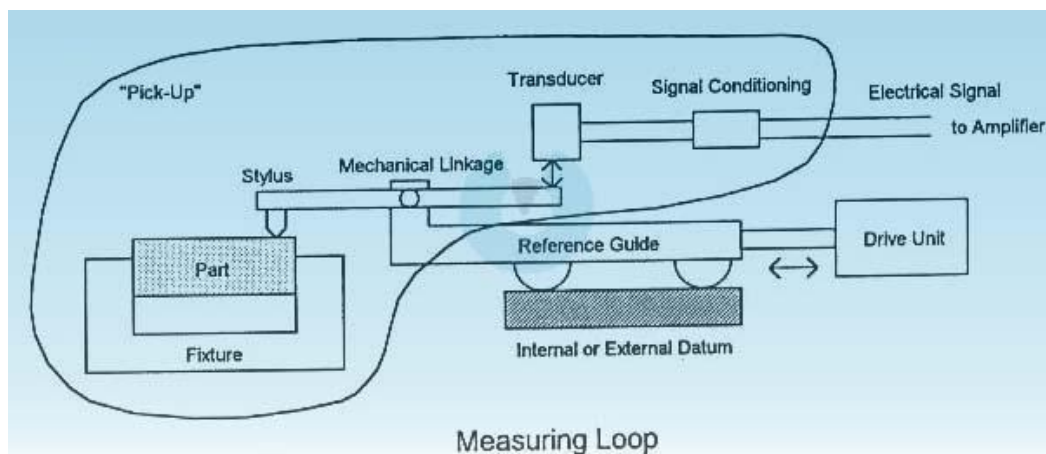 "Pick-Up"
Transducer
Signal Conditioning
Electrical Signal
to Amplifier
Mechanical Linkage
Stylus
Reference Guide
Drive Unit
Part
Fixture
Internal or External Datum
Measuring Loop